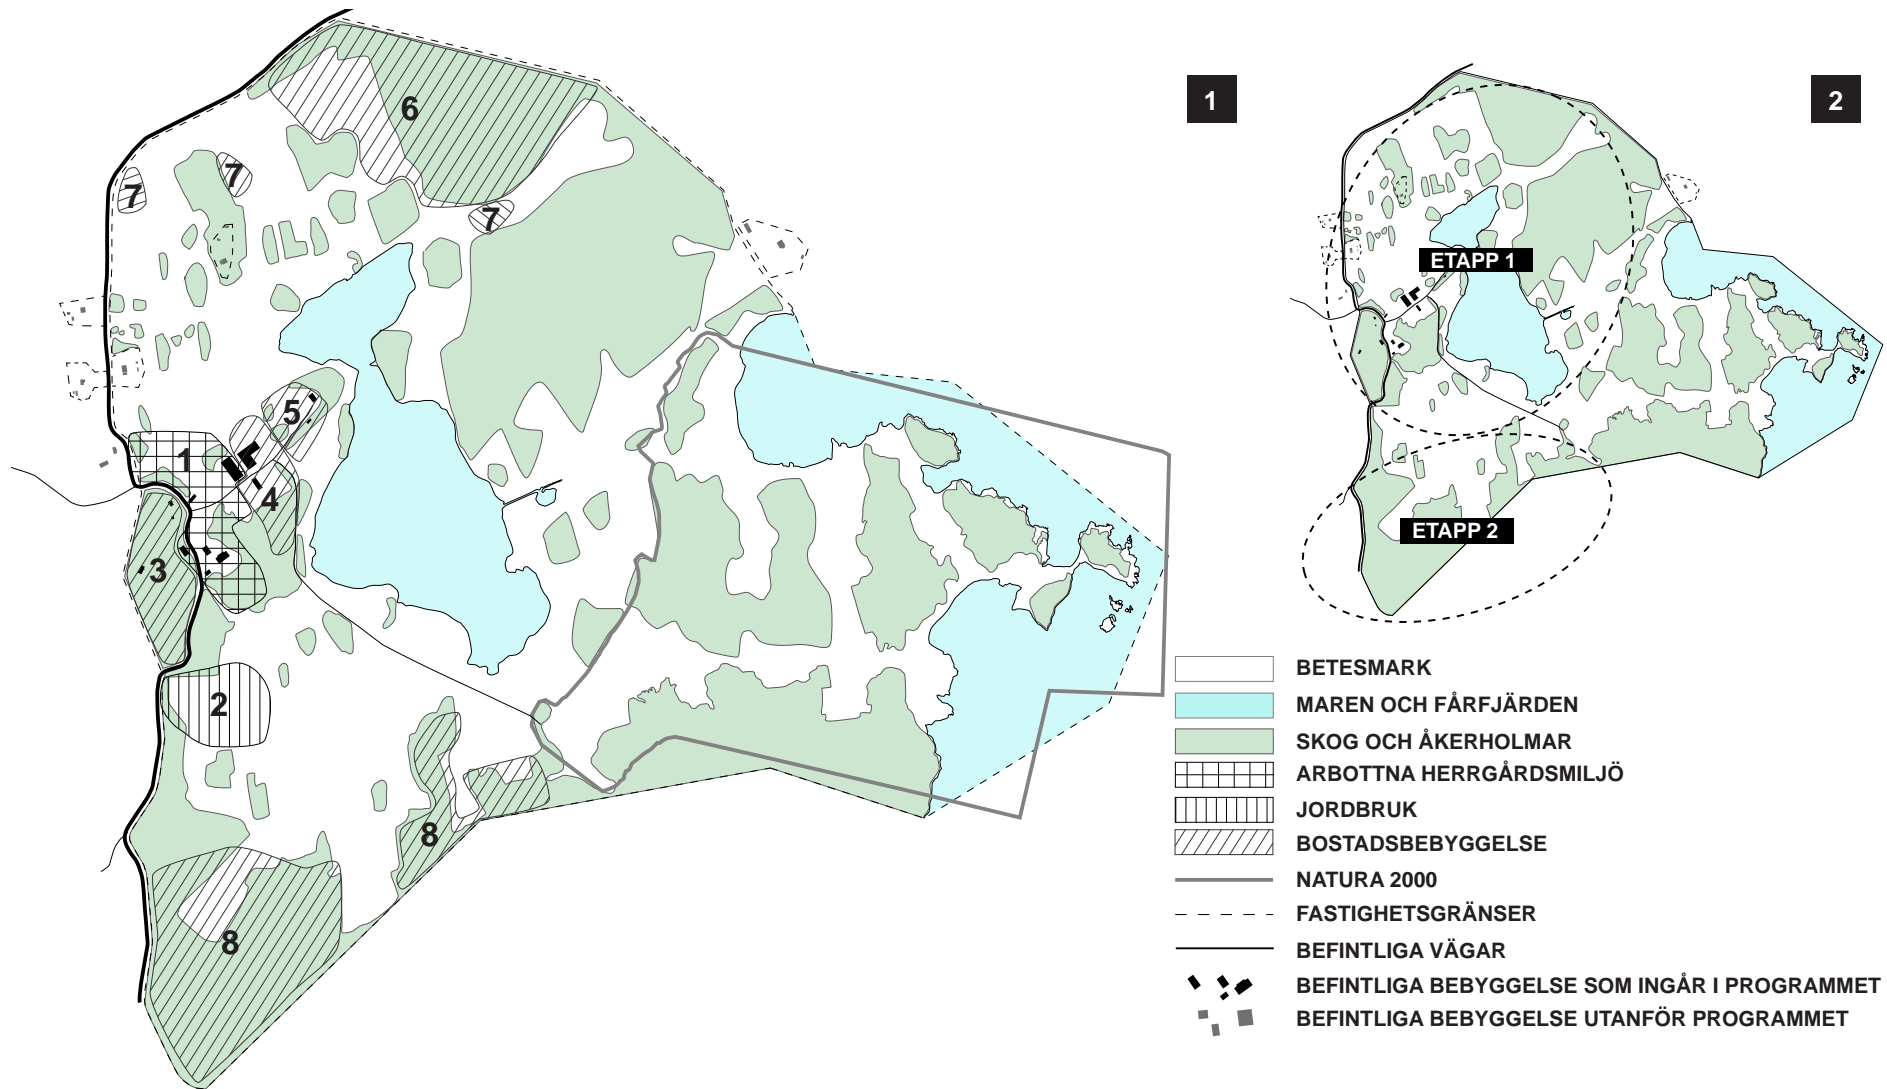 1
2
6
7
7
7
5
1
4
3
2
8
8
ETAPP 1
ETAPP 2
BETESMARK
MAREN OCH FÅRFJÄRDEN
SKOG OCH ÅKERHOLMAR
ARBOTTNA HERRGÅRDSMILJÖ
JORDBRUK
BOSTADSBEBYGGELSE
NATURA 2000
FASTIGHETSGRÄNSER
BEFINTLIGA VÄGAR
BEFINTLIGA BEBYGGELSE SOM INGÅR I PROGRAMMET
BEFINTLIGA BEBYGGELSE UTANFÖR PROGRAMMET